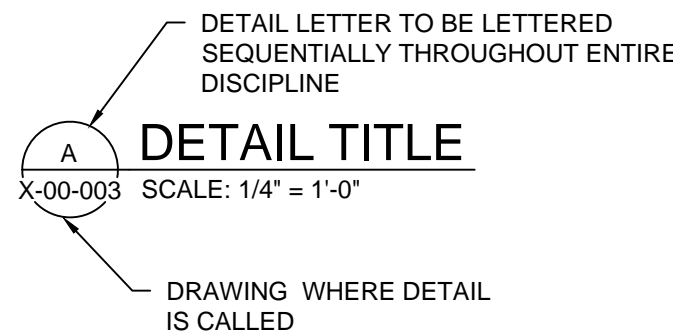 DETAIL LETTER TO BE LETTERED
SEQUENTIALLY THROUGHOUT ENTIRE
DISCIPLINE
A
DETAIL TITLE
X-00-003
SCALE: 1/4" = 1'-0"
DRAWING WHERE DETAIL
IS CALLED